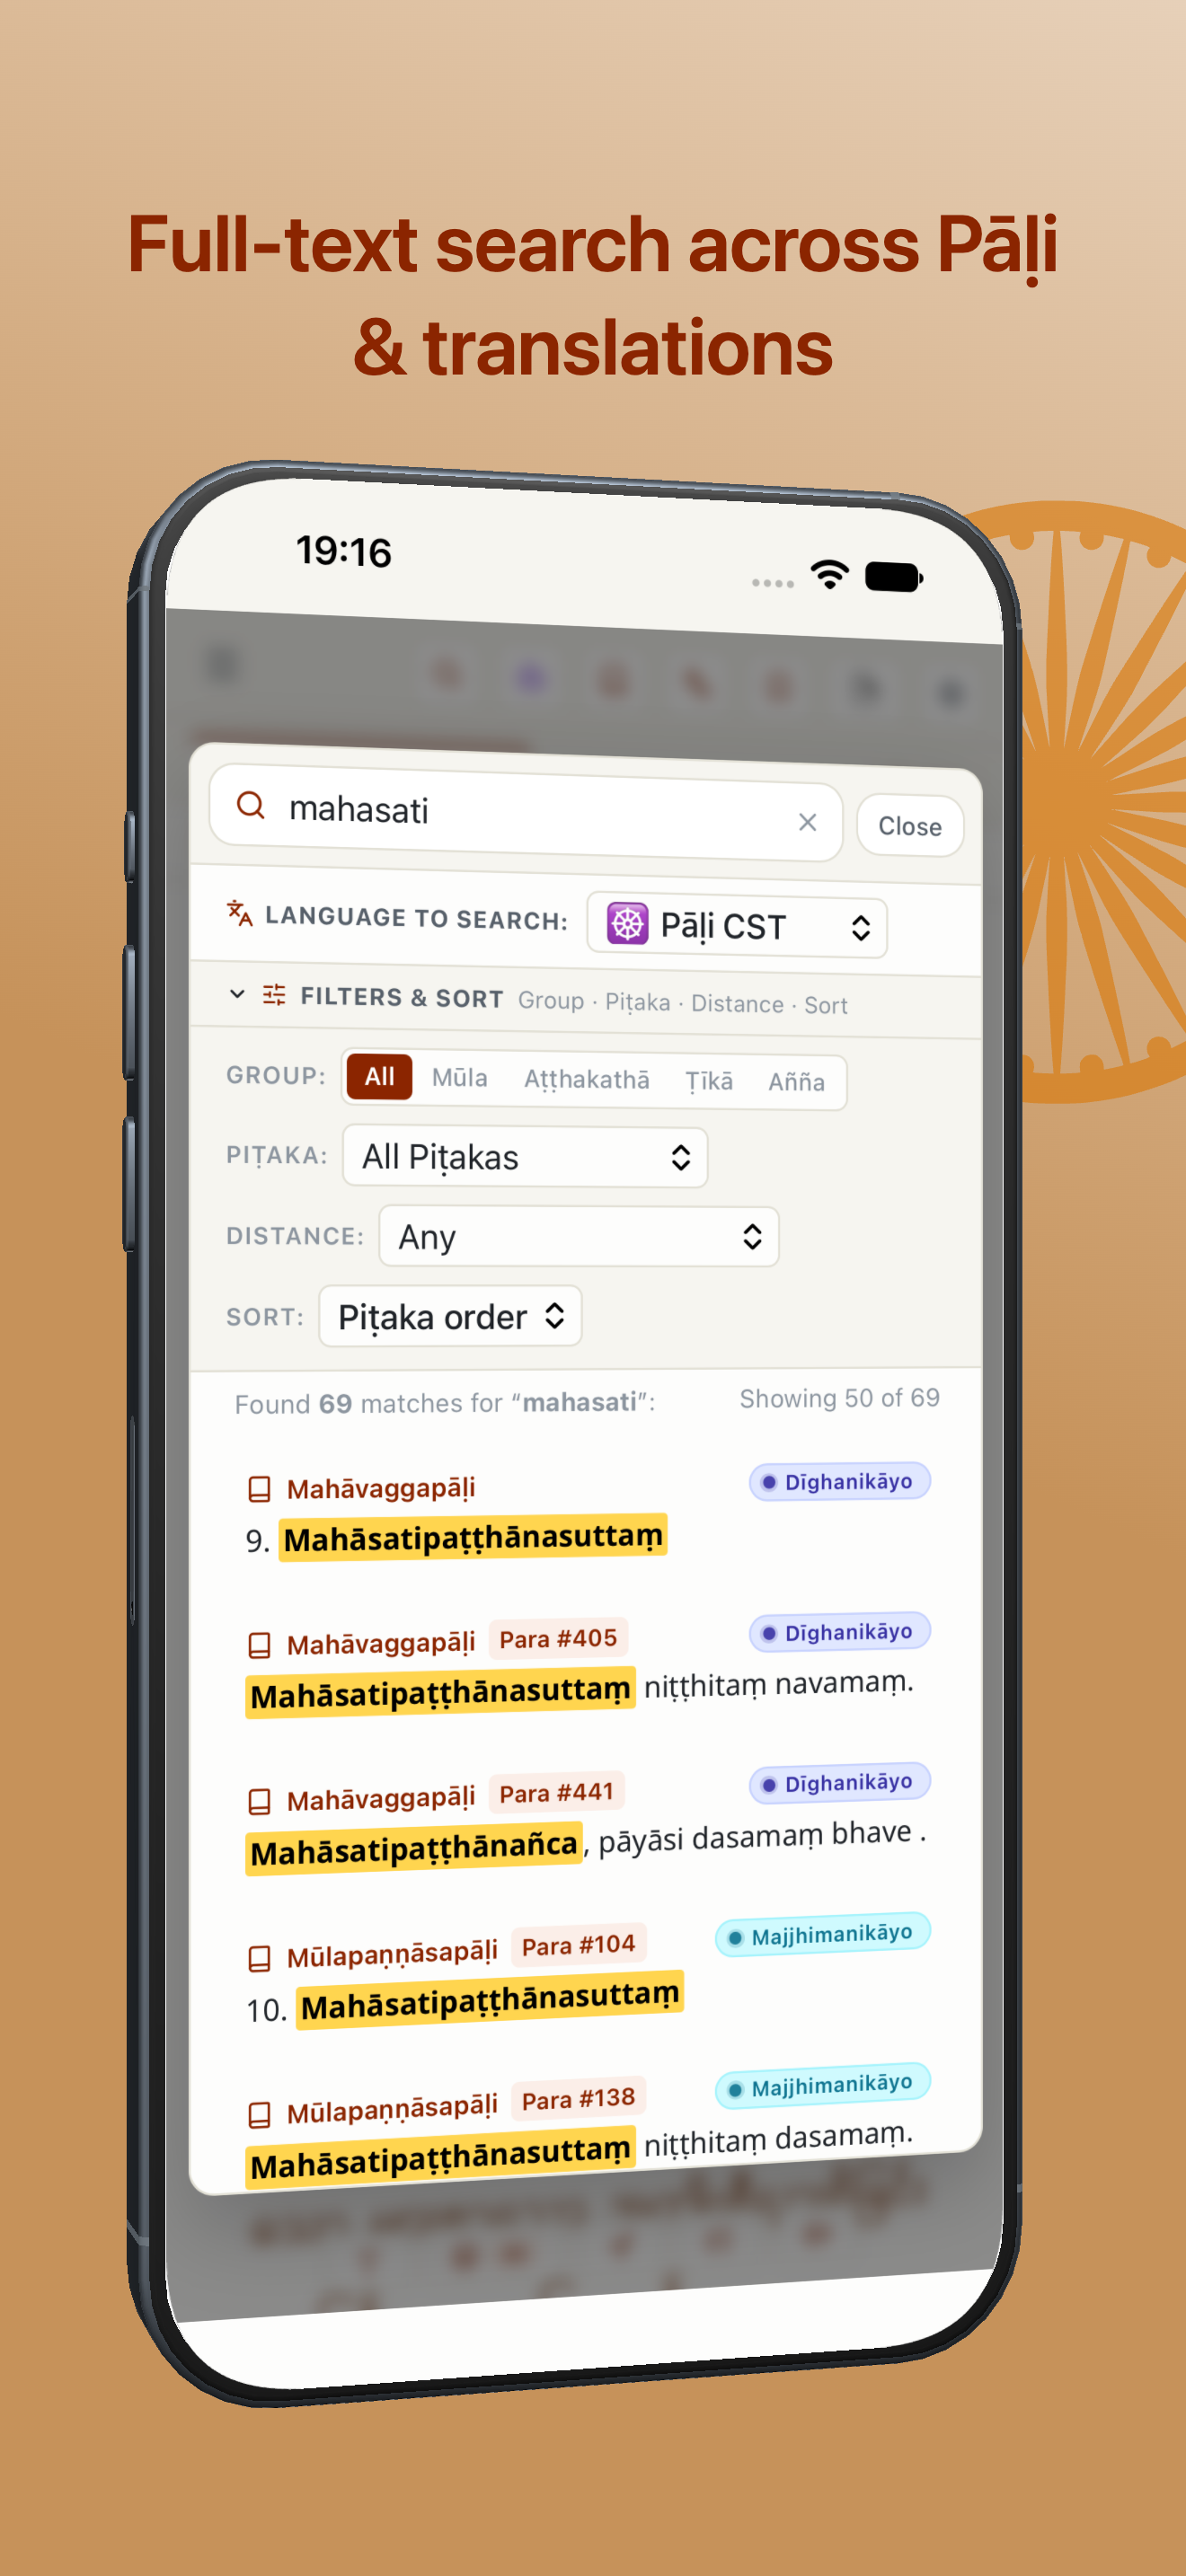 Full-text search across Pāḷi
& translations
19:16
mahasati
Close
LANGUAGE TO SEARCH: Pāḷi CST
FILTERS & SORT Group · Piṭaka · Distance · Sort
GROUP: All Mūla Aṭṭhakathā Ṭīkā Añña
PIṬAKA: All Piṭakas
DISTANCE: Any
SORT: Piṭaka order
Found 69 matches for “mahasati”: Showing 50 of 69
Mahāvaggapāḷi Dīghanikāyo
9. Mahāsatipaṭṭhānasuttaṃ
Mahāvaggapāḷi Para #405 Dīghanikāyo
Mahāsatipaṭṭhānasuttaṃ niṭṭhitaṃ navamaṃ.
Mahāvaggapāḷi Para #441 Dīghanikāyo
Mahāsatipaṭṭhānañca, pāyāsi dasamaṃ bhave .
Mūlapaṇṇāsapāḷi Para #104 Majjhimanikāyo
10. Mahāsatipaṭṭhānasuttaṃ
Mūlapaṇṇāsapāḷi Para #138 Majjhimanikāyo
Mahāsatipaṭṭhānasuttaṃ niṭṭhitaṃ dasamaṃ.